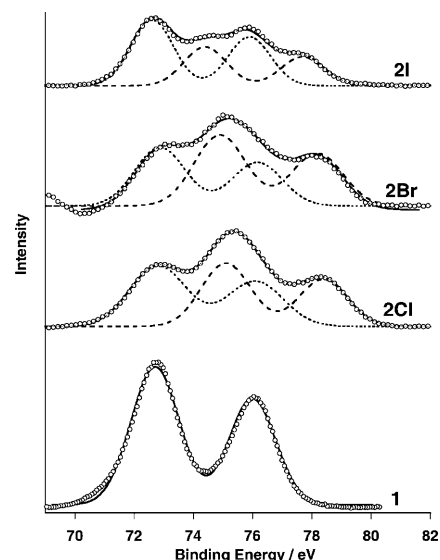 2I
2Br
2Cl
1
Intensity
70 72 74 76 78 80 82
Binding Energy / eV